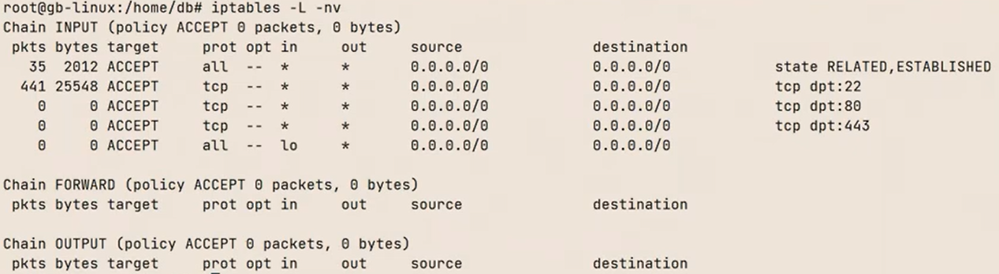 root@gb-linux:/home/db# iptables -L -nv
Chain INPUT (policy ACCEPT 0 packets, 0 bytes)
 pkts bytes target     prot opt in     out     source               destination
   35  2012 ACCEPT     all  --  *      *       0.0.0.0/0            0.0.0.0/0            state RELATED,ESTABLISHED
  441 25548 ACCEPT     tcp  --  *      *       0.0.0.0/0            0.0.0.0/0            tcp dpt:22
    0     0 ACCEPT     tcp  --  *      *       0.0.0.0/0            0.0.0.0/0            tcp dpt:80
    0     0 ACCEPT     tcp  --  *      *       0.0.0.0/0            0.0.0.0/0            tcp dpt:443
    0     0 ACCEPT     all  --  lo     *       0.0.0.0/0            0.0.0.0/0

Chain FORWARD (policy ACCEPT 0 packets, 0 bytes)
 pkts bytes target     prot opt in     out     source               destination

Chain OUTPUT (policy ACCEPT 0 packets, 0 bytes)
 pkts bytes target     prot opt in     out     source               destination